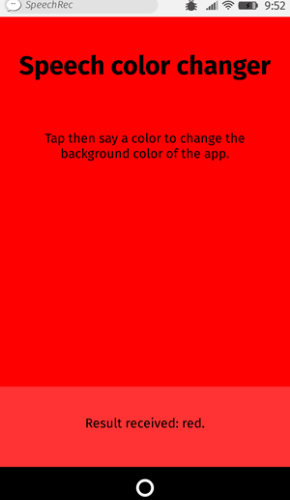 SpeechRec
9:52
Speech color changer
Tap then say a color to change the
background color of the app.
Result received: red.